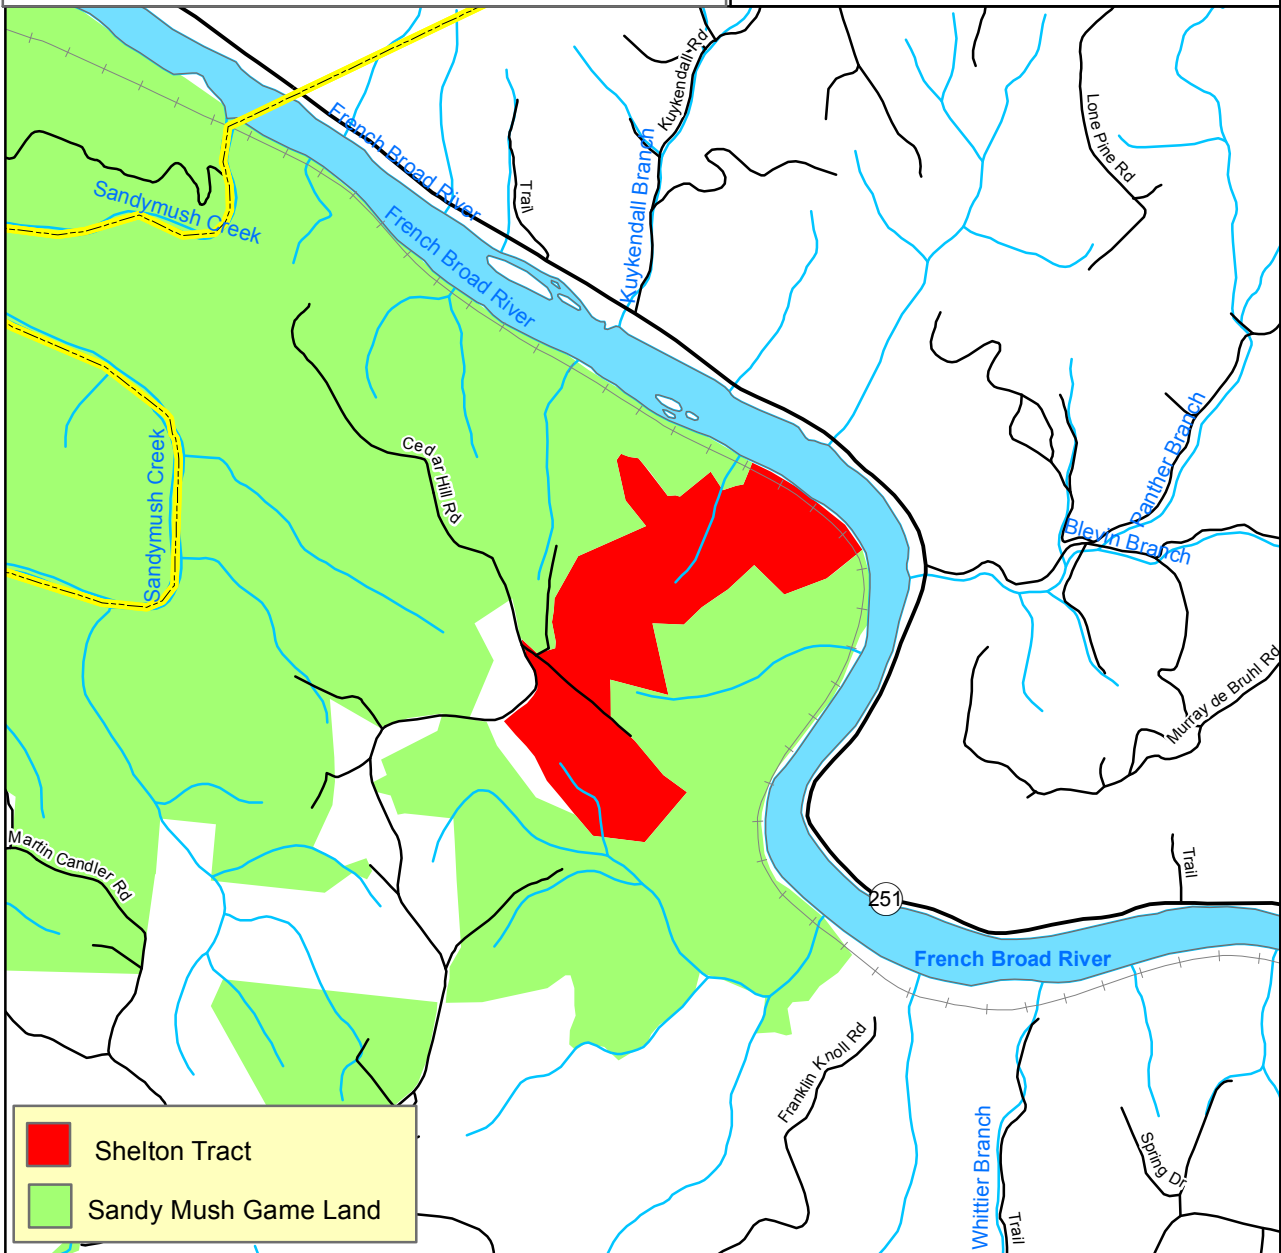 Kuykendall Rd
Lone Pine Rd
French Broad River
Trail
Kuykendall Branch
Sandymush Creek
French Broad River
Cedar Hill Rd
Sandymush Creek
Panther Branch
Blevin Branch
Murray de Bruhl Rd
Martin Candler Rd
Trail
251
French Broad River
Franklin Knoll Rd
Whittier Branch
Spring Dr
Trail
Shelton Tract
Sandy Mush Game Land